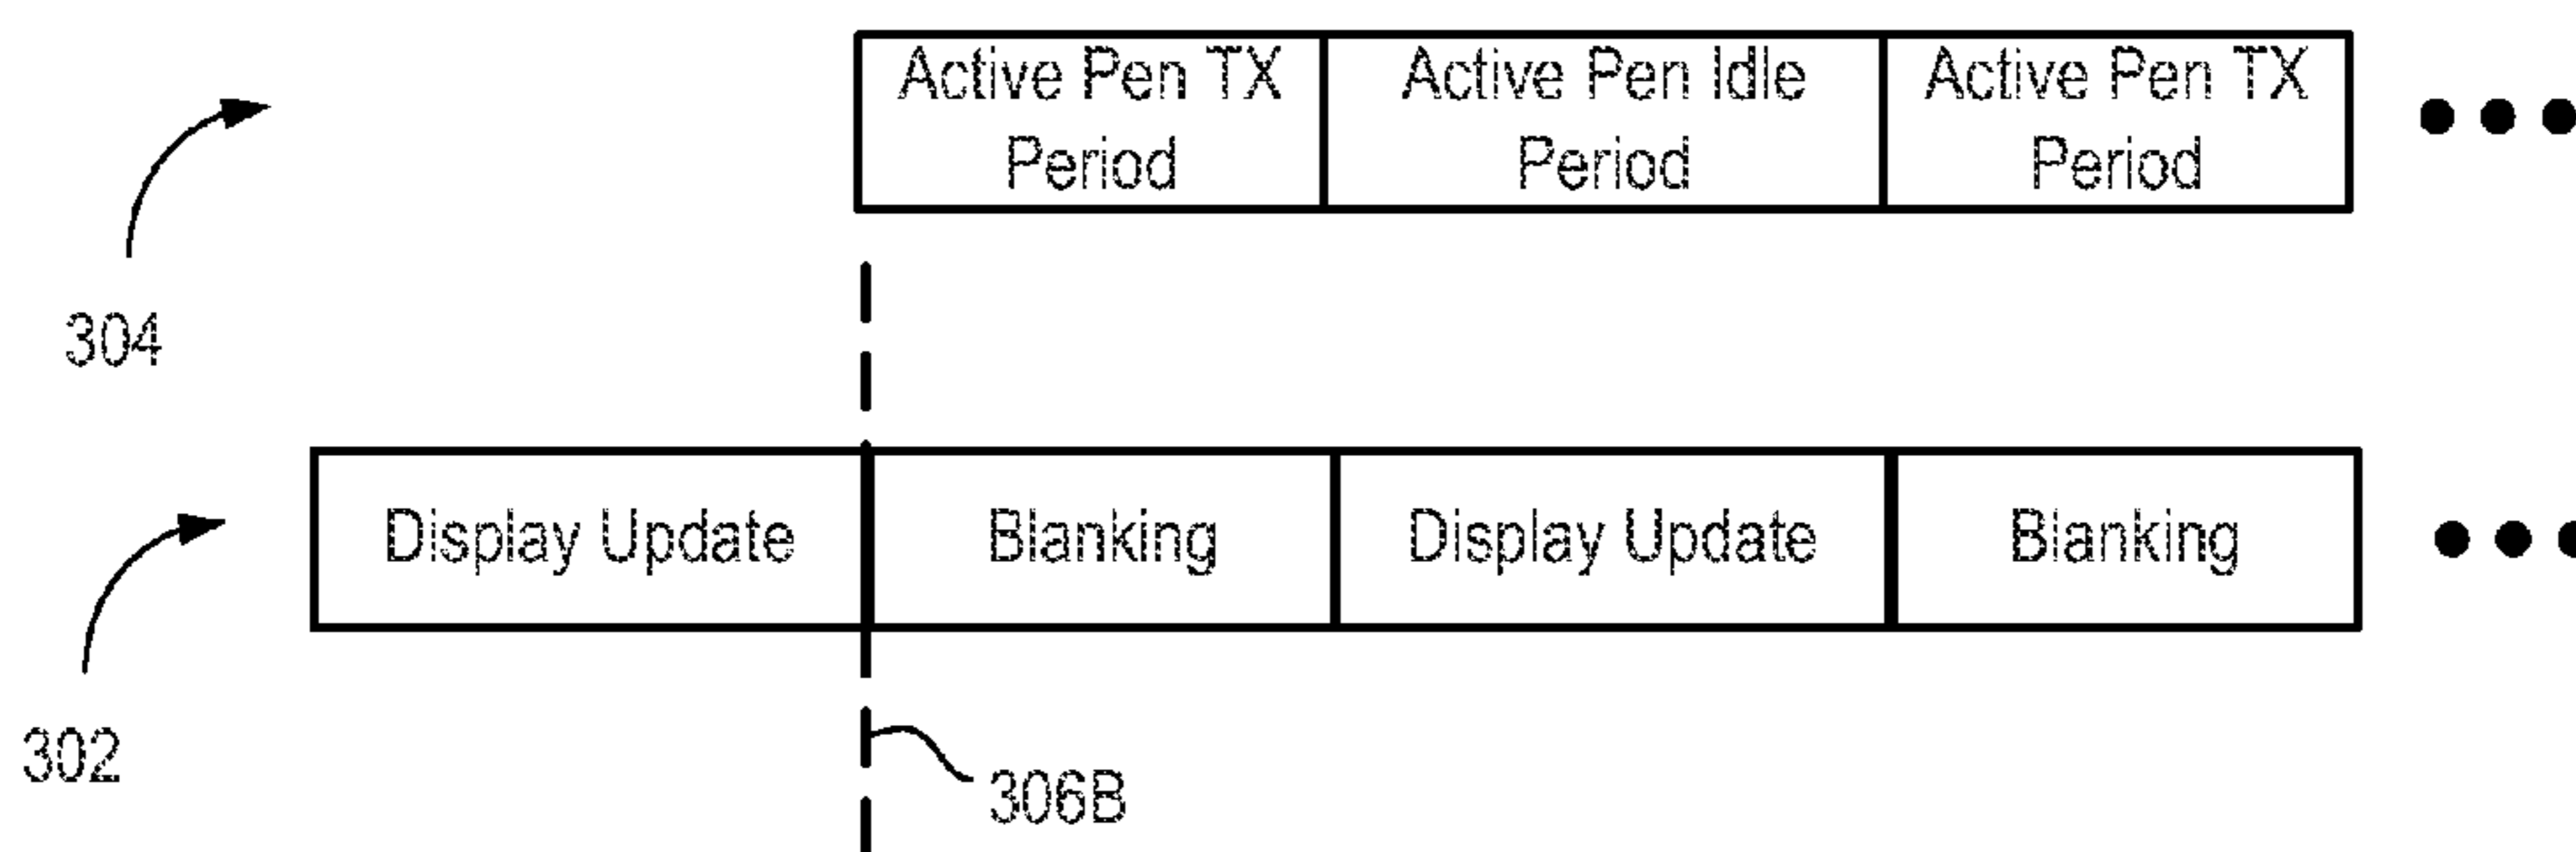 Active Pen TX
Period
Active Pen Idle
Period
Active Pen TX
Period
304
Display Update
Blanking
Display Update
Blanking
302
306B